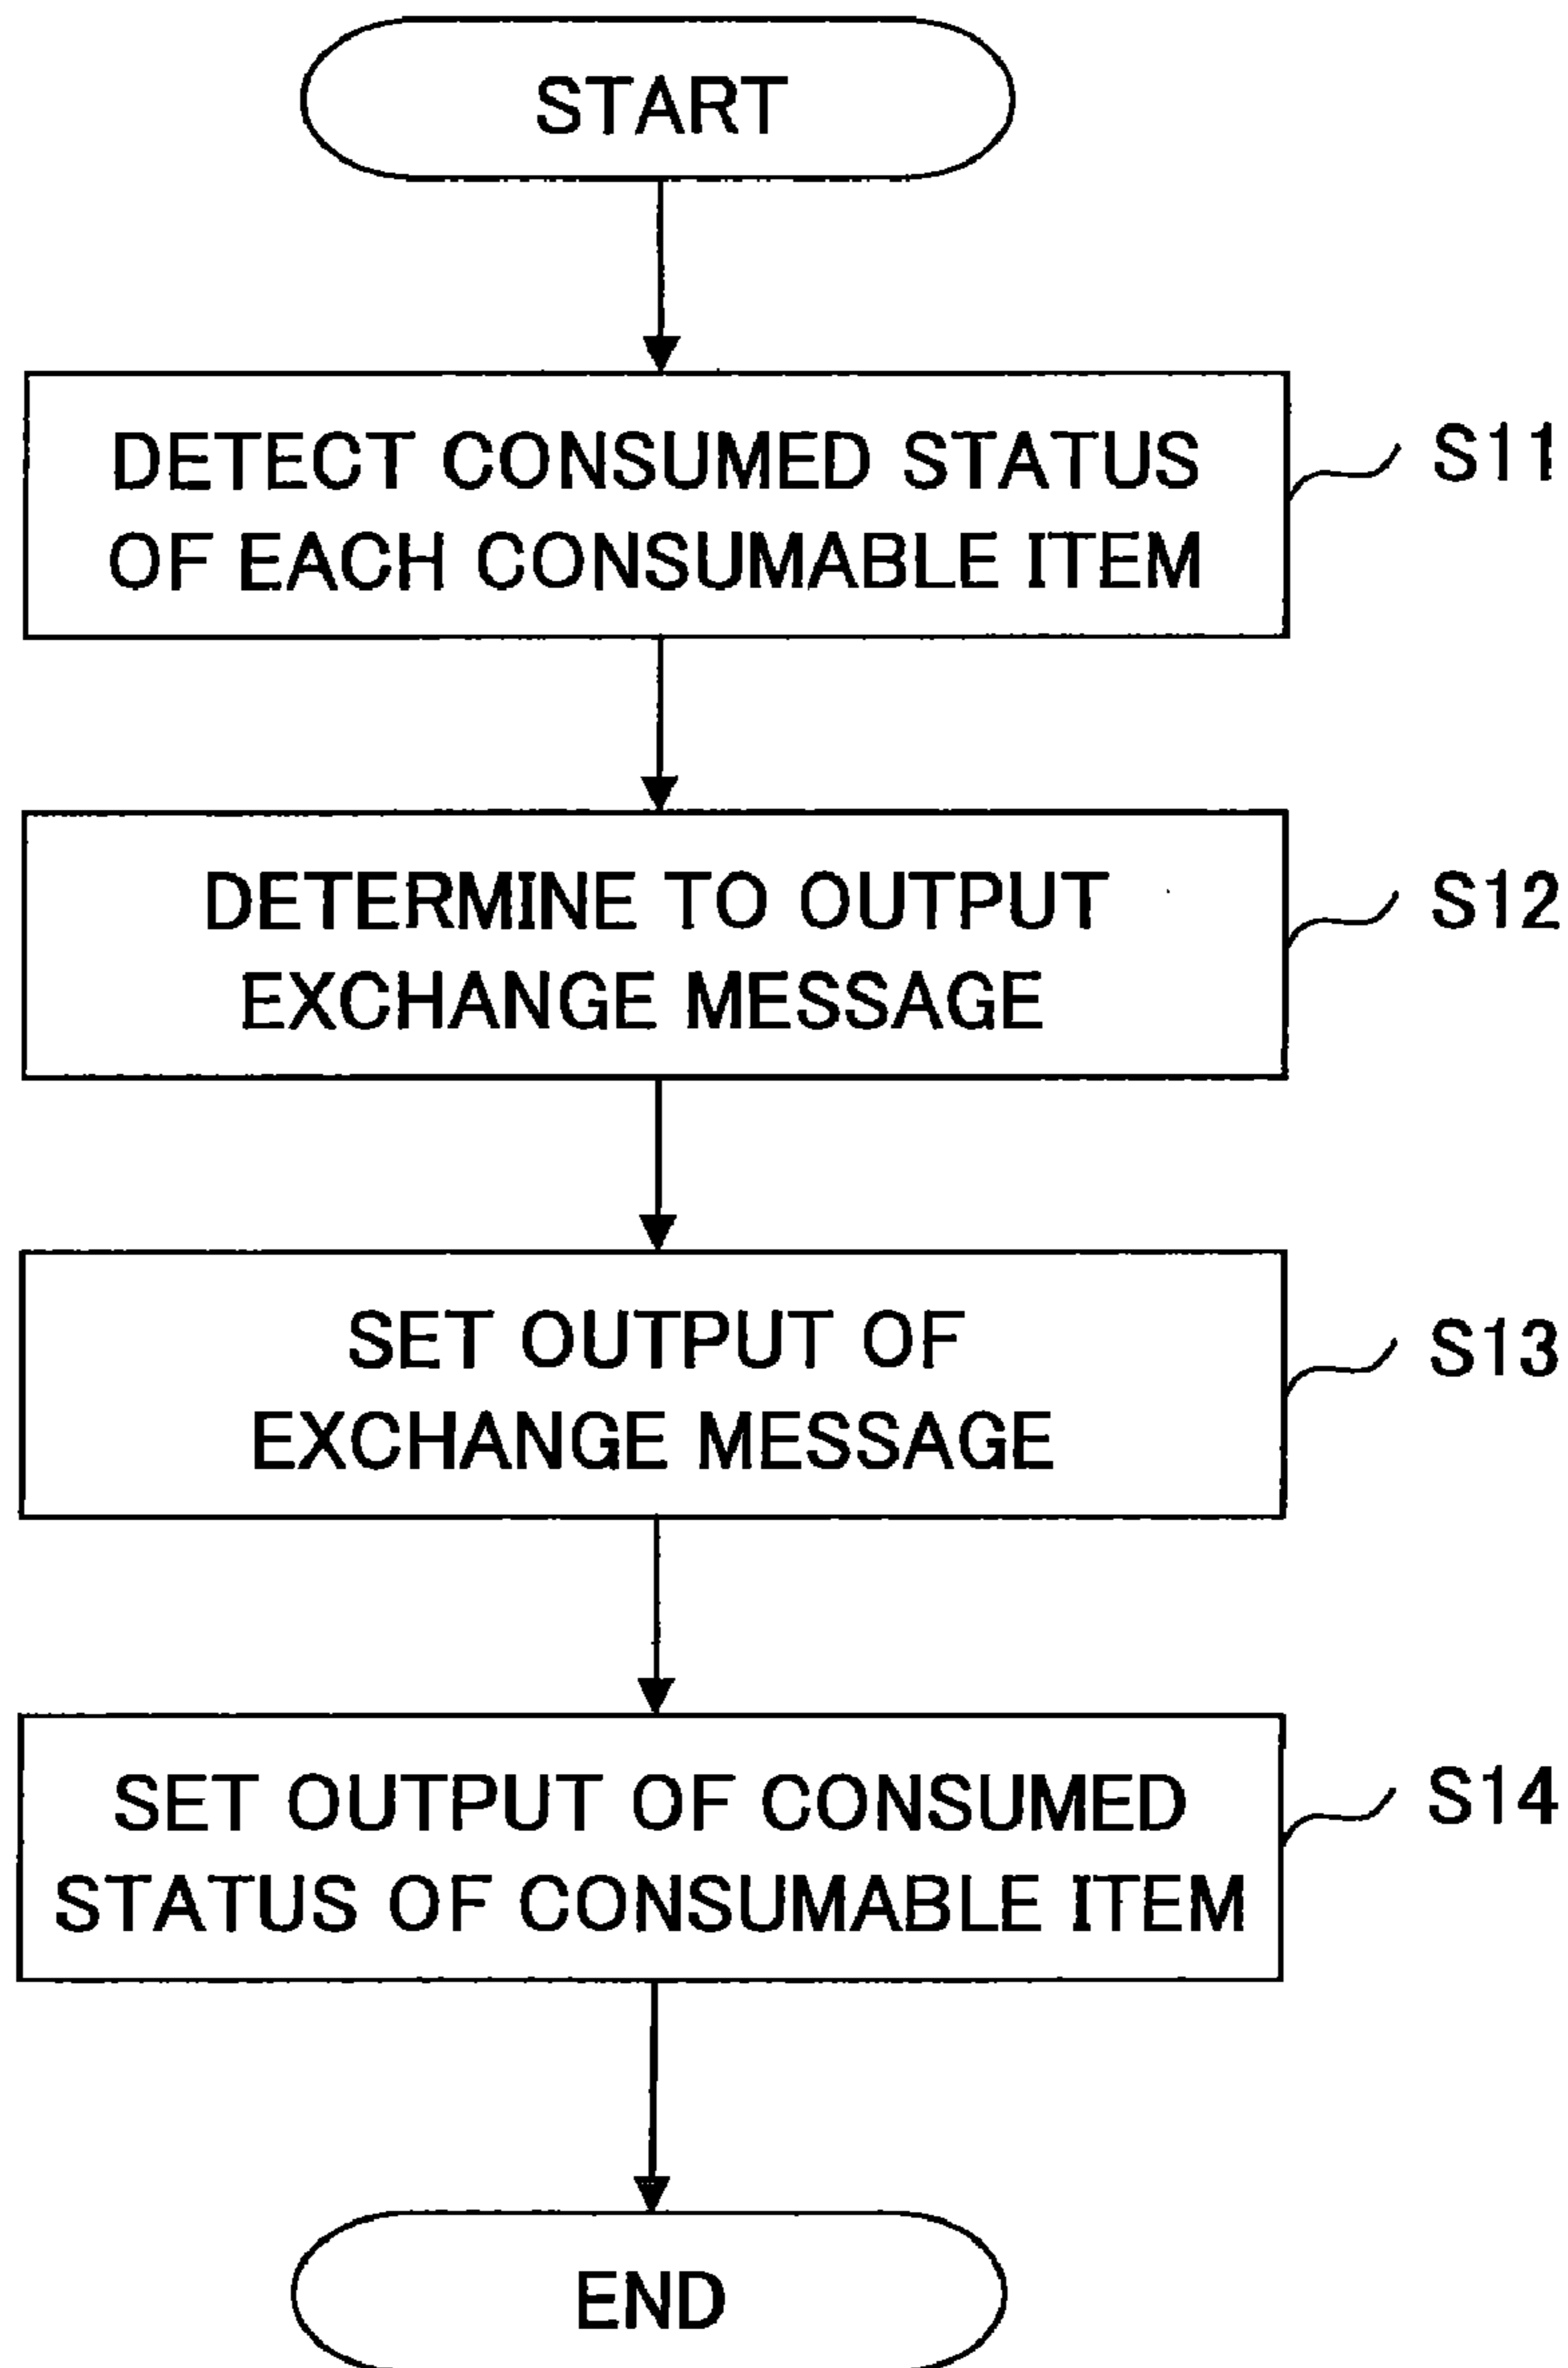 START
DETECT CONSUMED STATUS
OF EACH CONSUMABLE ITEM
S11
DETERMINE TO OUTPUT
EXCHANGE MESSAGE
S12
SET OUTPUT OF
EXCHANGE MESSAGE
S13
SET OUTPUT OF CONSUMED
STATUS OF CONSUMABLE ITEM
S14
END